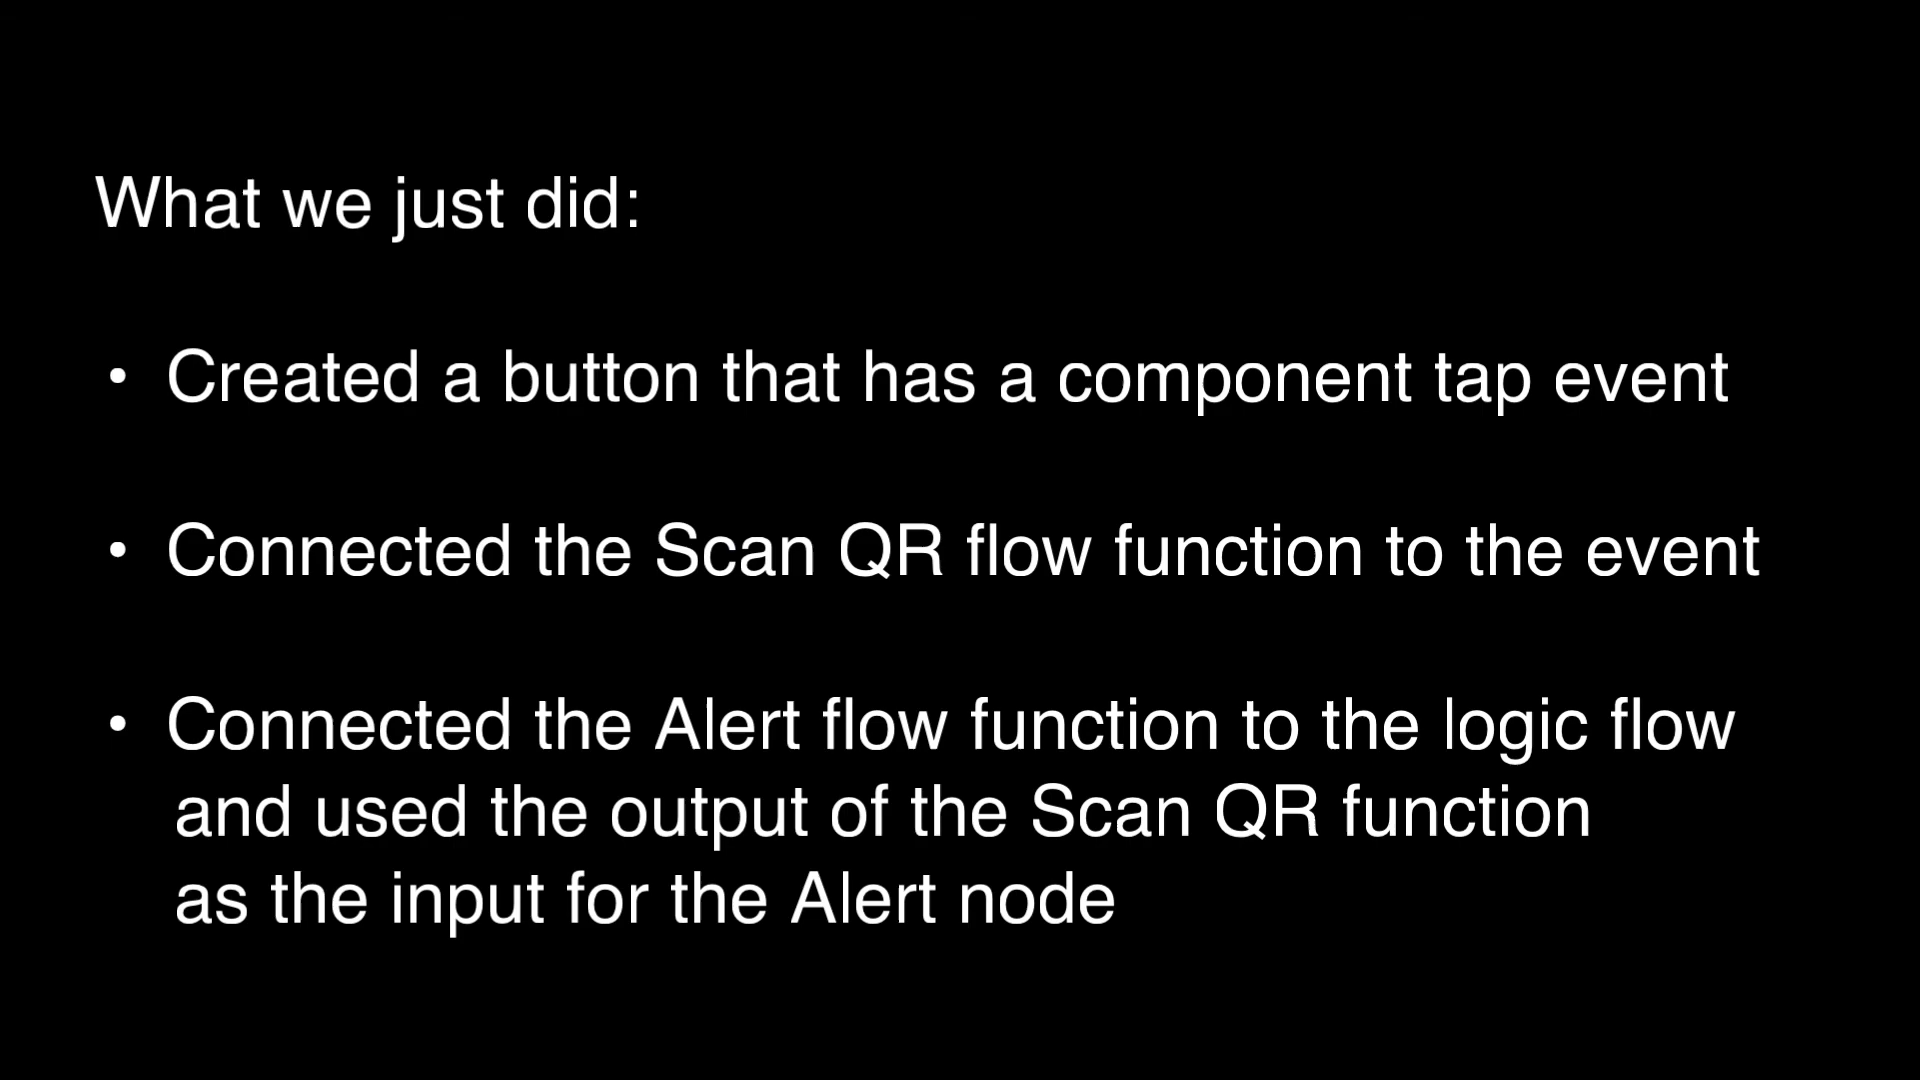 What we just did:
• Created a button that has a component tap event
• Connected the Scan QR flow function to the event
• Connected the Alert flow function to the logic flow
and used the output of the Scan QR function
as the input for the Alert node